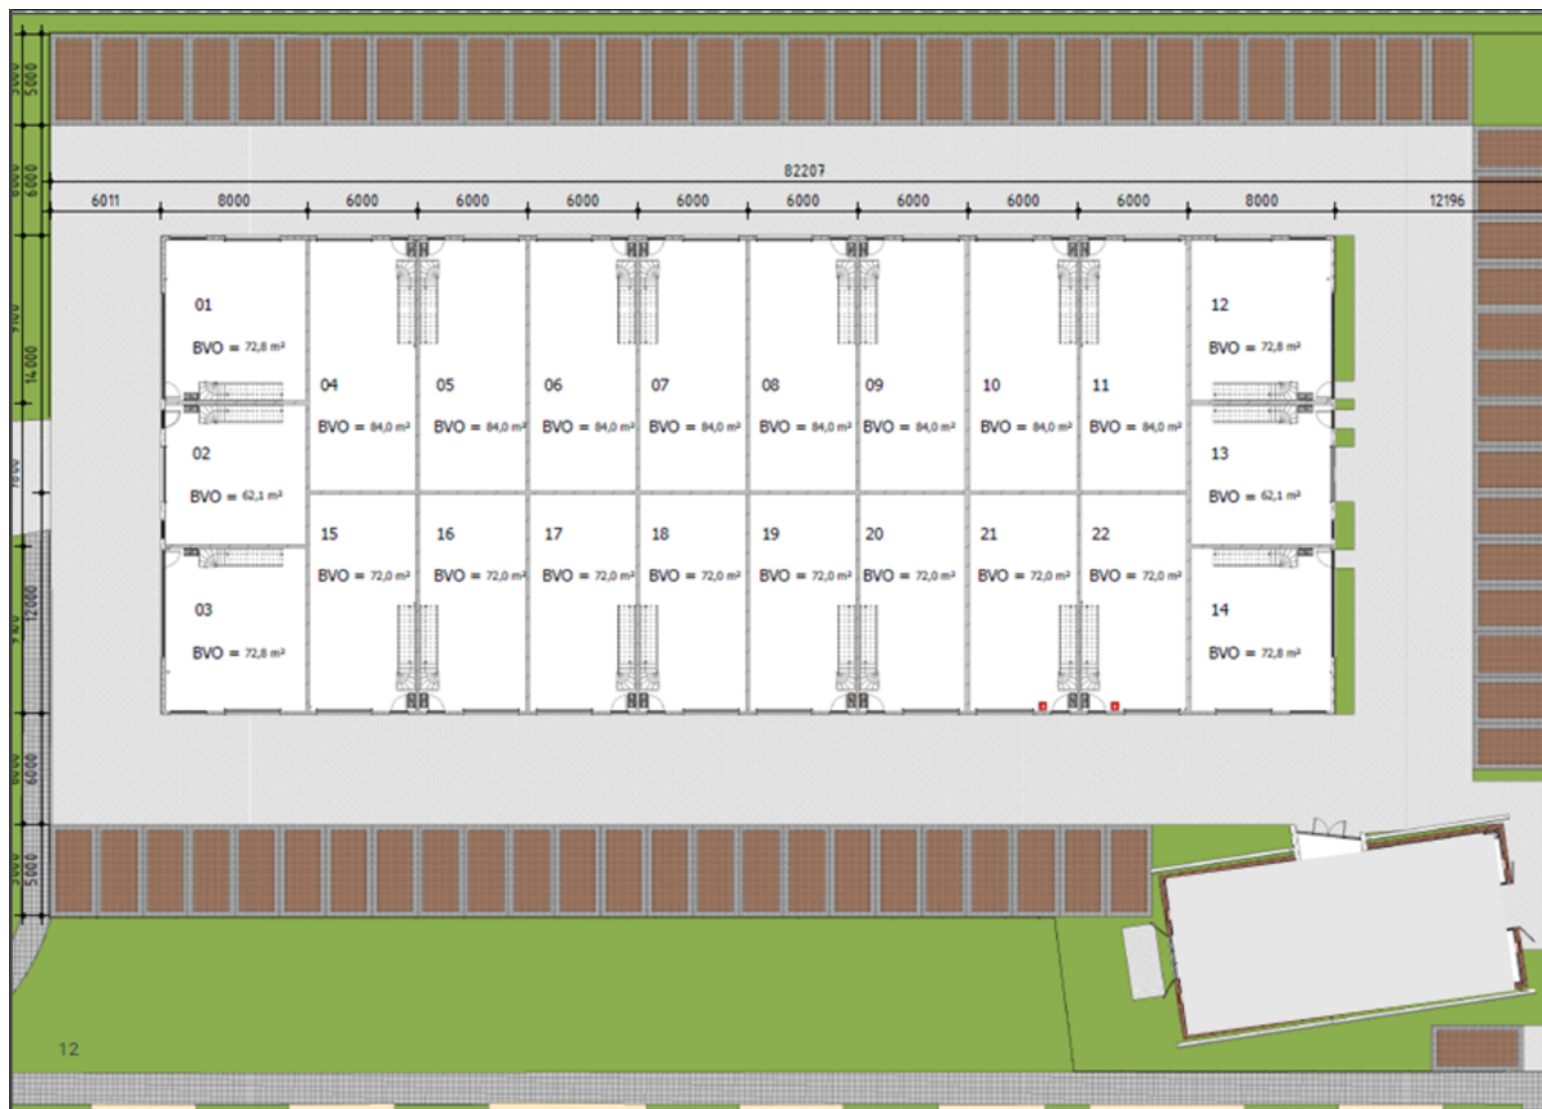 82207
6011 8000 6000 6000 6000 6000 6000 6000 6000 6000 8000 12196
5000
6000
14000
12000
6000
5000
01
BVO = 72,8 m²
02
BVO = 62,1 m²
03
BVO = 72,8 m²
04
BVO = 84,0 m²
05
BVO = 84,0 m²
06
BVO = 84,0 m²
07
BVO = 84,0 m²
08
BVO = 84,0 m²
09
BVO = 84,0 m²
10
BVO = 84,0 m²
11
BVO = 84,0 m²
12
BVO = 72,8 m²
13
BVO = 62,1 m²
14
BVO = 72,8 m²
15
BVO = 72,0 m²
16
BVO = 72,0 m²
17
BVO = 72,0 m²
18
BVO = 72,0 m²
19
BVO = 72,0 m²
20
BVO = 72,0 m²
21
BVO = 72,0 m²
22
BVO = 72,0 m²
12